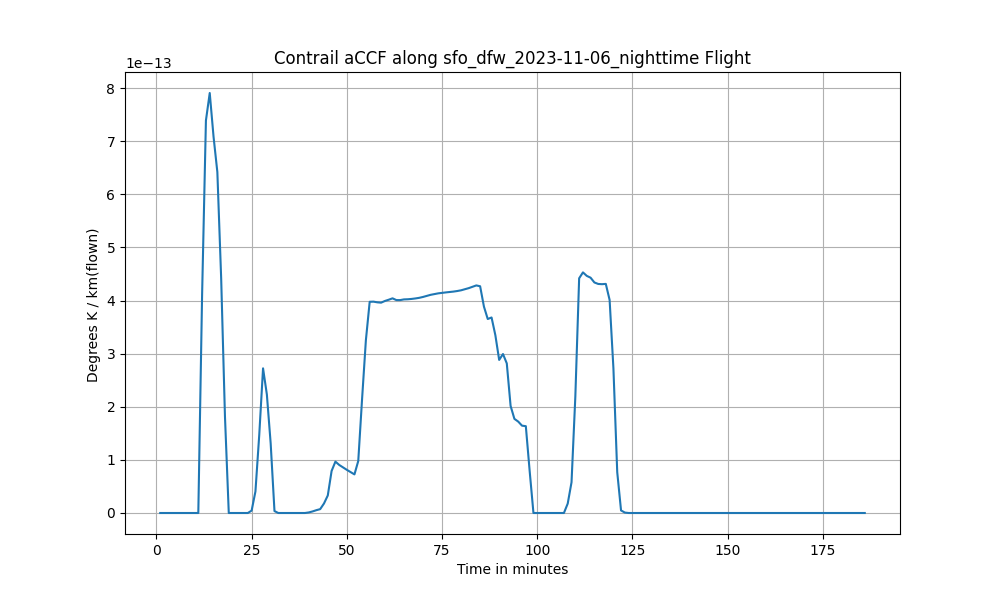 Contrail aCCF along sfo_dfw_2023-11-06_nighttime Flight
1e−13
8
7
6
5
4
3
2
1
0
Degrees K / km(flown)
0 25 50 75 100 125 150 175
Time in minutes